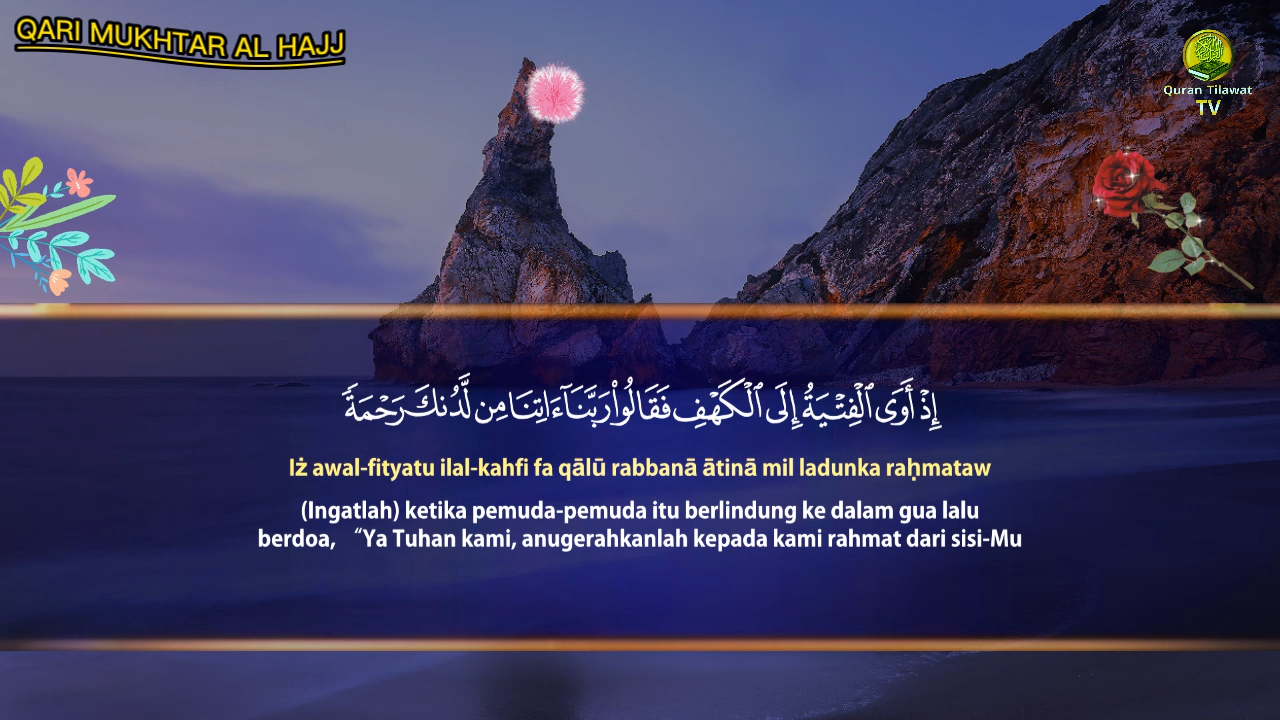 QARI MUKHTAR AL HAJJ
Quran Tilawat
TV
إِذْ أَوَى ٱلْفِتْيَةُ إِلَى ٱلْكَهْفِ فَقَالُوا۟ رَبَّنَآ ءَاتِنَا مِن لَّدُنكَ رَحْمَةً
Iż awal-fityatu ilal-kahfi fa qālū rabbanā ātinā mil ladunka raḥmataw
(Ingatlah) ketika pemuda-pemuda itu berlindung ke dalam gua lalu
berdoa, “Ya Tuhan kami, anugerahkanlah kepada kami rahmat dari sisi-Mu